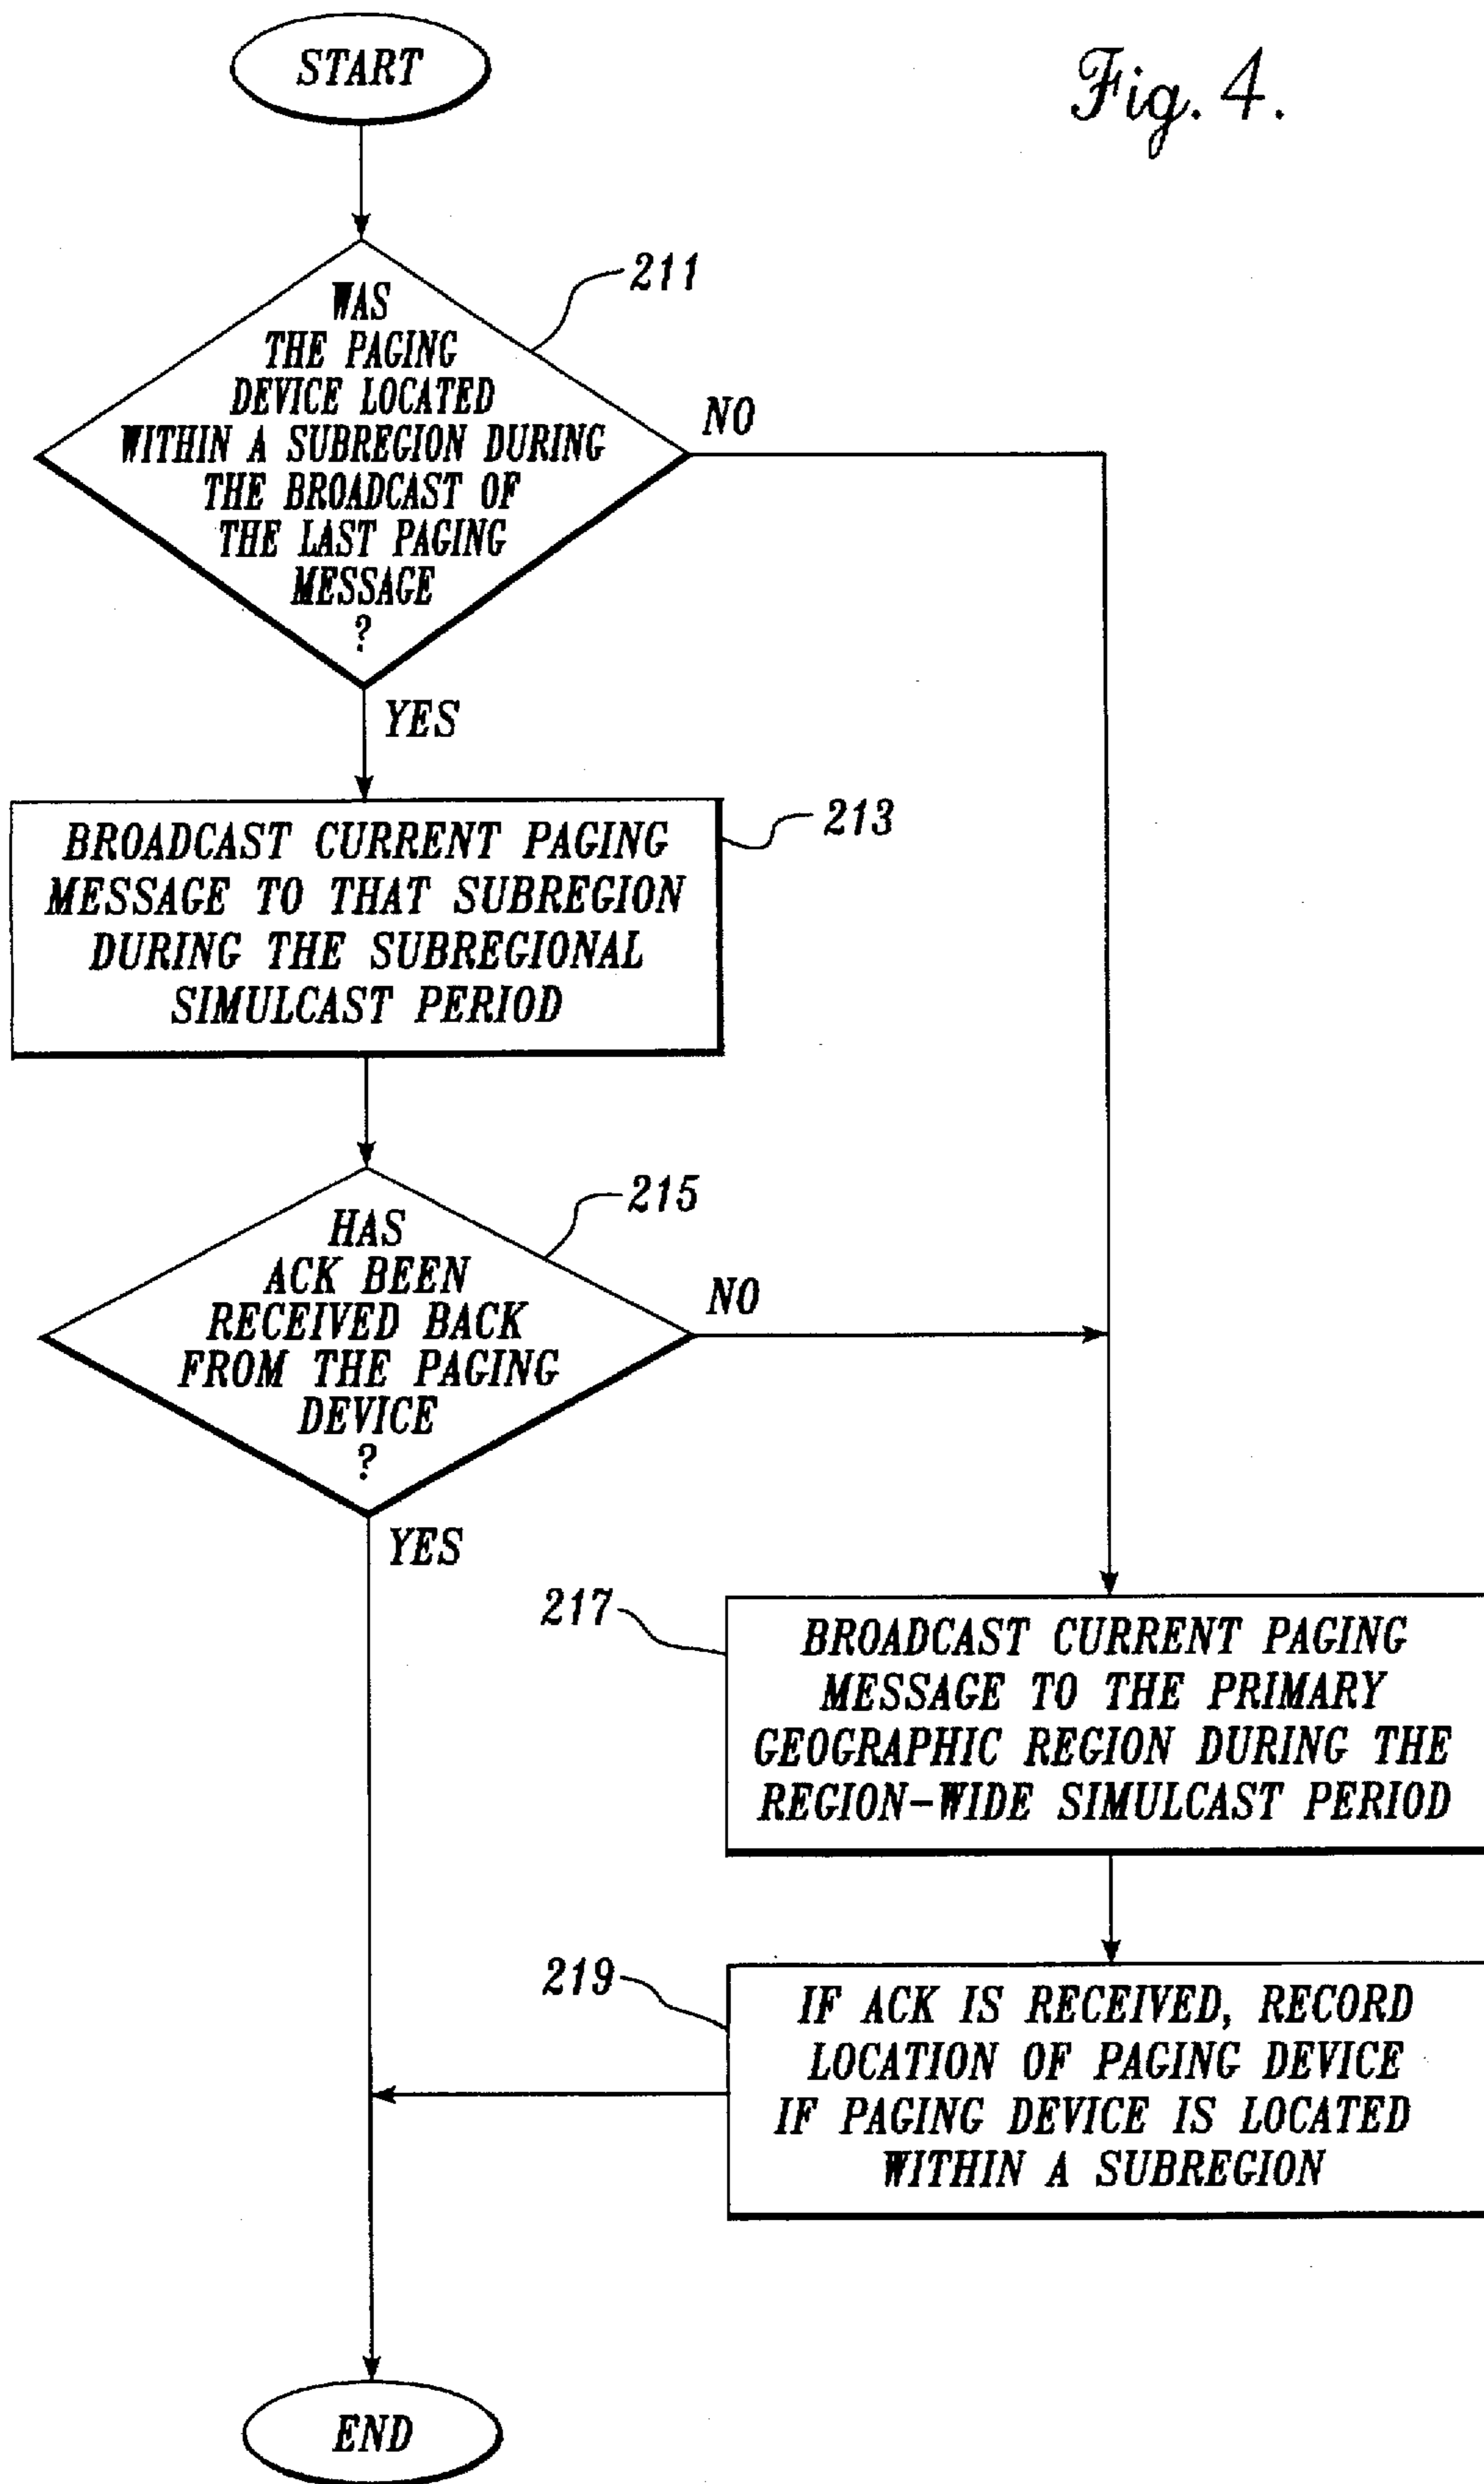 START
Fig. 4.
211
WAS
THE PAGING
DEVICE LOCATED
WITHIN A SUBREGION DURING
THE BROADCAST OF
THE LAST PAGING
MESSAGE
?
NO
YES
213
BROADCAST CURRENT PAGING
MESSAGE TO THAT SUBREGION
DURING THE SUBREGIONAL
SIMULCAST PERIOD
215
HAS
ACK BEEN
RECEIVED BACK
FROM THE PAGING
DEVICE
?
NO
YES
217
BROADCAST CURRENT PAGING
MESSAGE TO THE PRIMARY
GEOGRAPHIC REGION DURING THE
REGION-WIDE SIMULCAST PERIOD
219
IF ACK IS RECEIVED, RECORD
LOCATION OF PAGING DEVICE
IF PAGING DEVICE IS LOCATED
WITHIN A SUBREGION
END